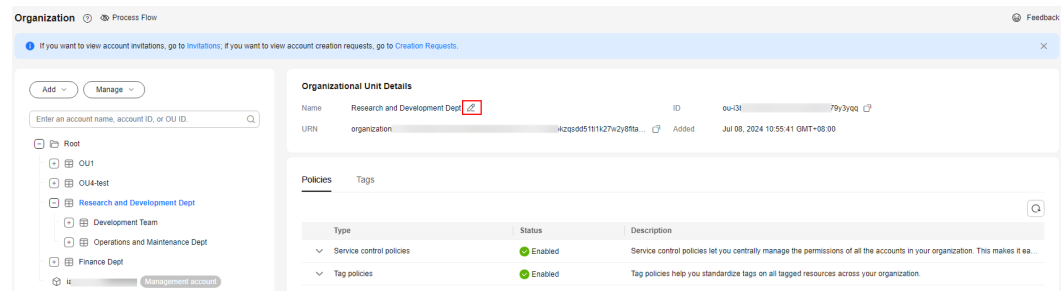 Organization Process Flow Feedback
If you want to view account invitations, go to Invitations; if you want to view account creation requests, go to Creation Requests.
Add Manage
Enter an account name, account ID, or OU ID.
Root
OU1
OU4-test
Research and Development Dept
Development Team
Operations and Maintenance Dept
Finance Dept
Management account
Organizational Unit Details
Name Research and Development Dept ID ou-i3 79y3yqq
URN organization Added Jul 08, 2024 10:55:41 GMT+08:00
Policies Tags
Type Status Description
Service control policies Enabled Service control policies let you centrally manage the permissions of all the accounts in your organization. This makes it ea...
Tag policies Enabled Tag policies help you standardize tags on all tagged resources across your organization.